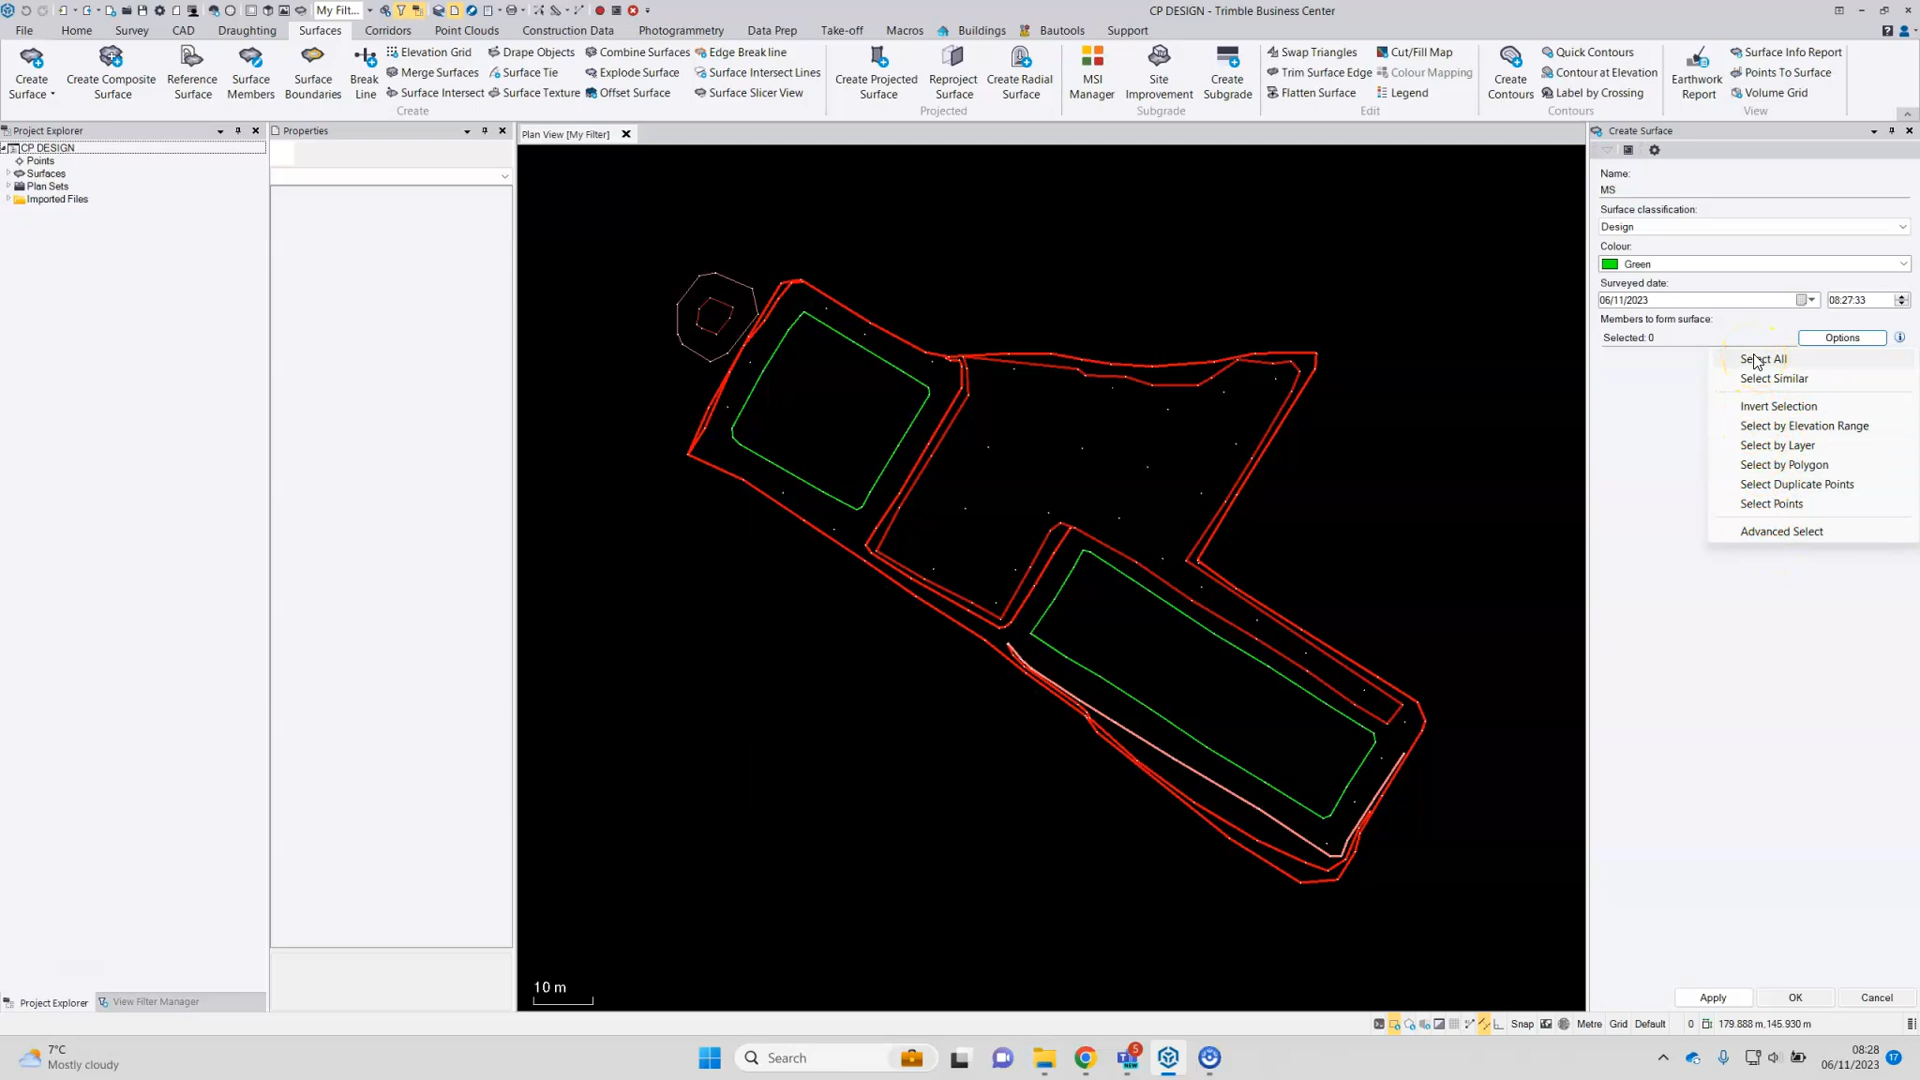 My Filt...
CP DESIGN - Trimble Business Center
File Home Survey CAD Draughting Surfaces Corridors Point Clouds Construction Data Photogrammetry Data Prep Take-off Macros Buildings Bautools Support
Create Surface
Create Composite Surface
Reference Surface
Surface Members
Surface Boundaries
Break Line
Elevation Grid
Merge Surfaces
Surface Intersect
Drape Objects
Surface Tie
Surface Texture
Combine Surfaces
Explode Surface
Offset Surface
Edge Breakline
Surface Intersect Lines
Surface Slicer View
Create
Create Projected Surface
Reproject Surface
Create Radial Surface
Projected
MSI Manager
Site Improvement
Create Subgrade
Subgrade
Swap Triangles
Trim Surface Edge
Flatten Surface
Cut/Fill Map
Colour Mapping
Legend
Edit
Create Contours
Quick Contours
Contour at Elevation
Label by Crossing
Contours
Earthwork Report
Surface Info Report
Points To Surface
Volume Grid
View
Project Explorer
CP DESIGN
Points
Surfaces
Plan Sets
Imported Files
Properties
Plan View [My Filter]
Create Surface
Name:
MS
Surface classification:
Design
Colour:
Green
Surveyed date:
06/11/2023 08:27:33
Members to form surface:
Selected: 0 Options
Select All
Select Similar
Invert Selection
Select by Elevation Range
Select by Layer
Select by Polygon
Select Duplicate Points
Select Points
Advanced Select
10 m
Project Explorer View Filter Manager
Apply OK Cancel
Snap Metre Grid Default 0 179.888 m,145.930 m
7°C
Mostly cloudy
Search
5
NEW
08:28
06/11/2023
17